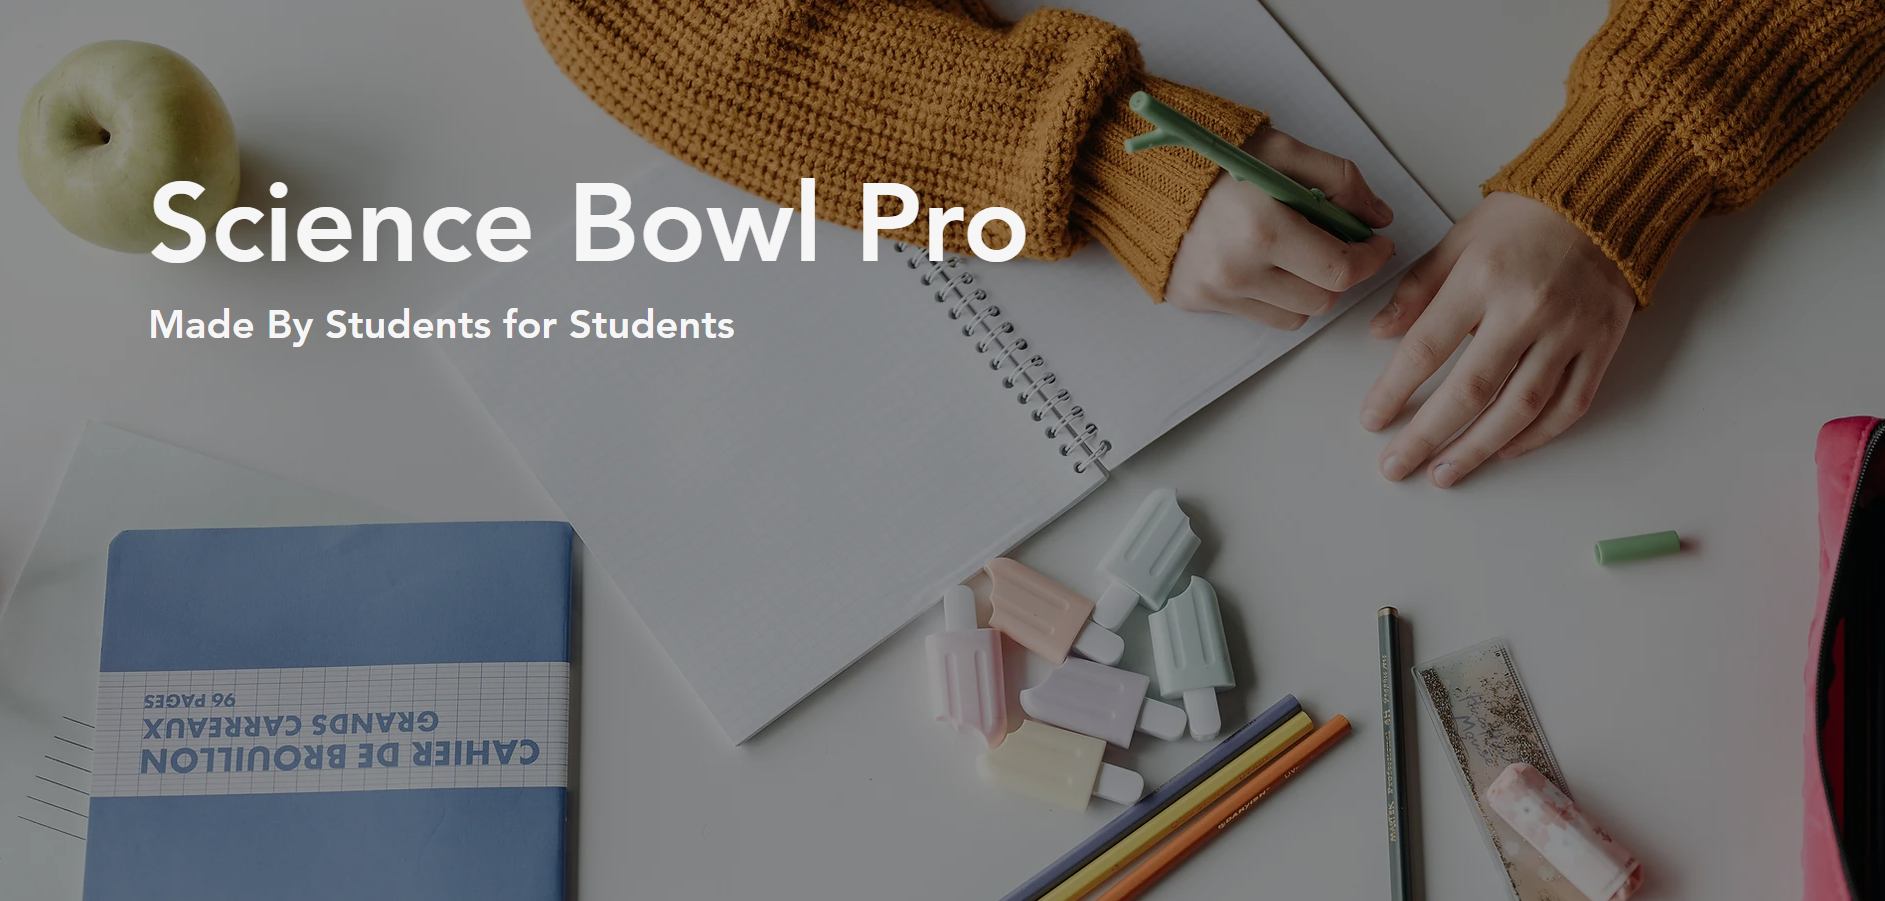 Science Bowl Pro
Made By Students for Students
CAHIER DE BROUILLON
GRANDS CARREAUX
96 PAGES